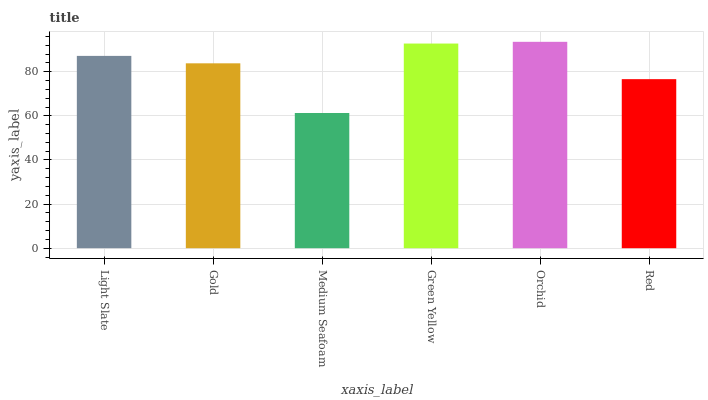 title
yaxis_label
80
60
40
20
0
Light Slate
Gold
Medium Seafoam
Green Yellow
Orchid
Red
xaxis_label